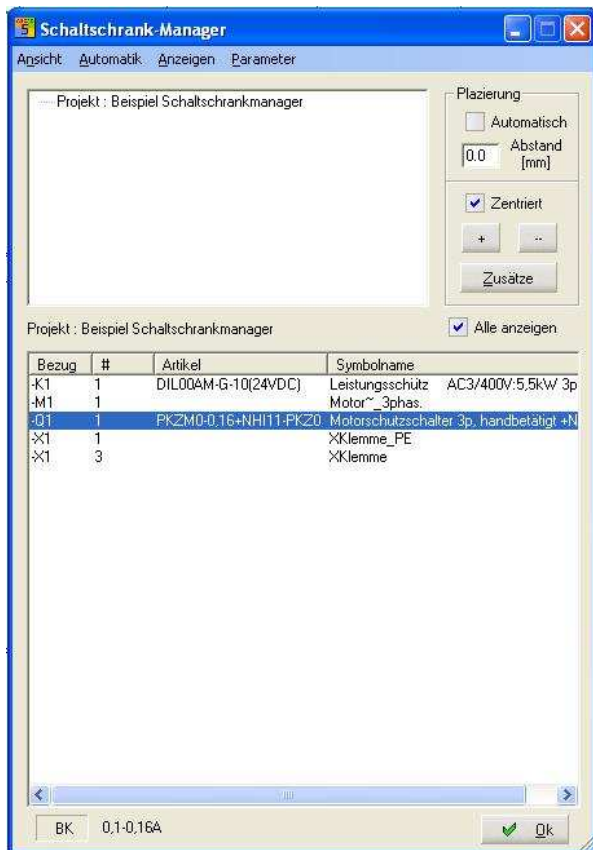 Schaltschrank-Manager
Ansicht Automatik Anzeigen Parameter
Projekt : Beispiel Schaltschrankmanager
Plazierung
Automatisch
0.0 Abstand
[mm]
Zentriert
+ --
Zusätze
Projekt : Beispiel Schaltschrankmanager
Alle anzeigen
Bezug # Artikel Symbolname
-K1 1 DIL00AM-G-10(24VDC) Leistungsschütz AC3/400V:5,5kW 3p
-M1 1 Motor~_3phas.
-Q1 1 PKZM0-0,16+NHI11-PKZ0 Motorschutzschalter 3p, handbetätigt +N
-X1 1 XKlemme_PE
-X1 3 XKlemme
BK 0,1-0,16A Ok